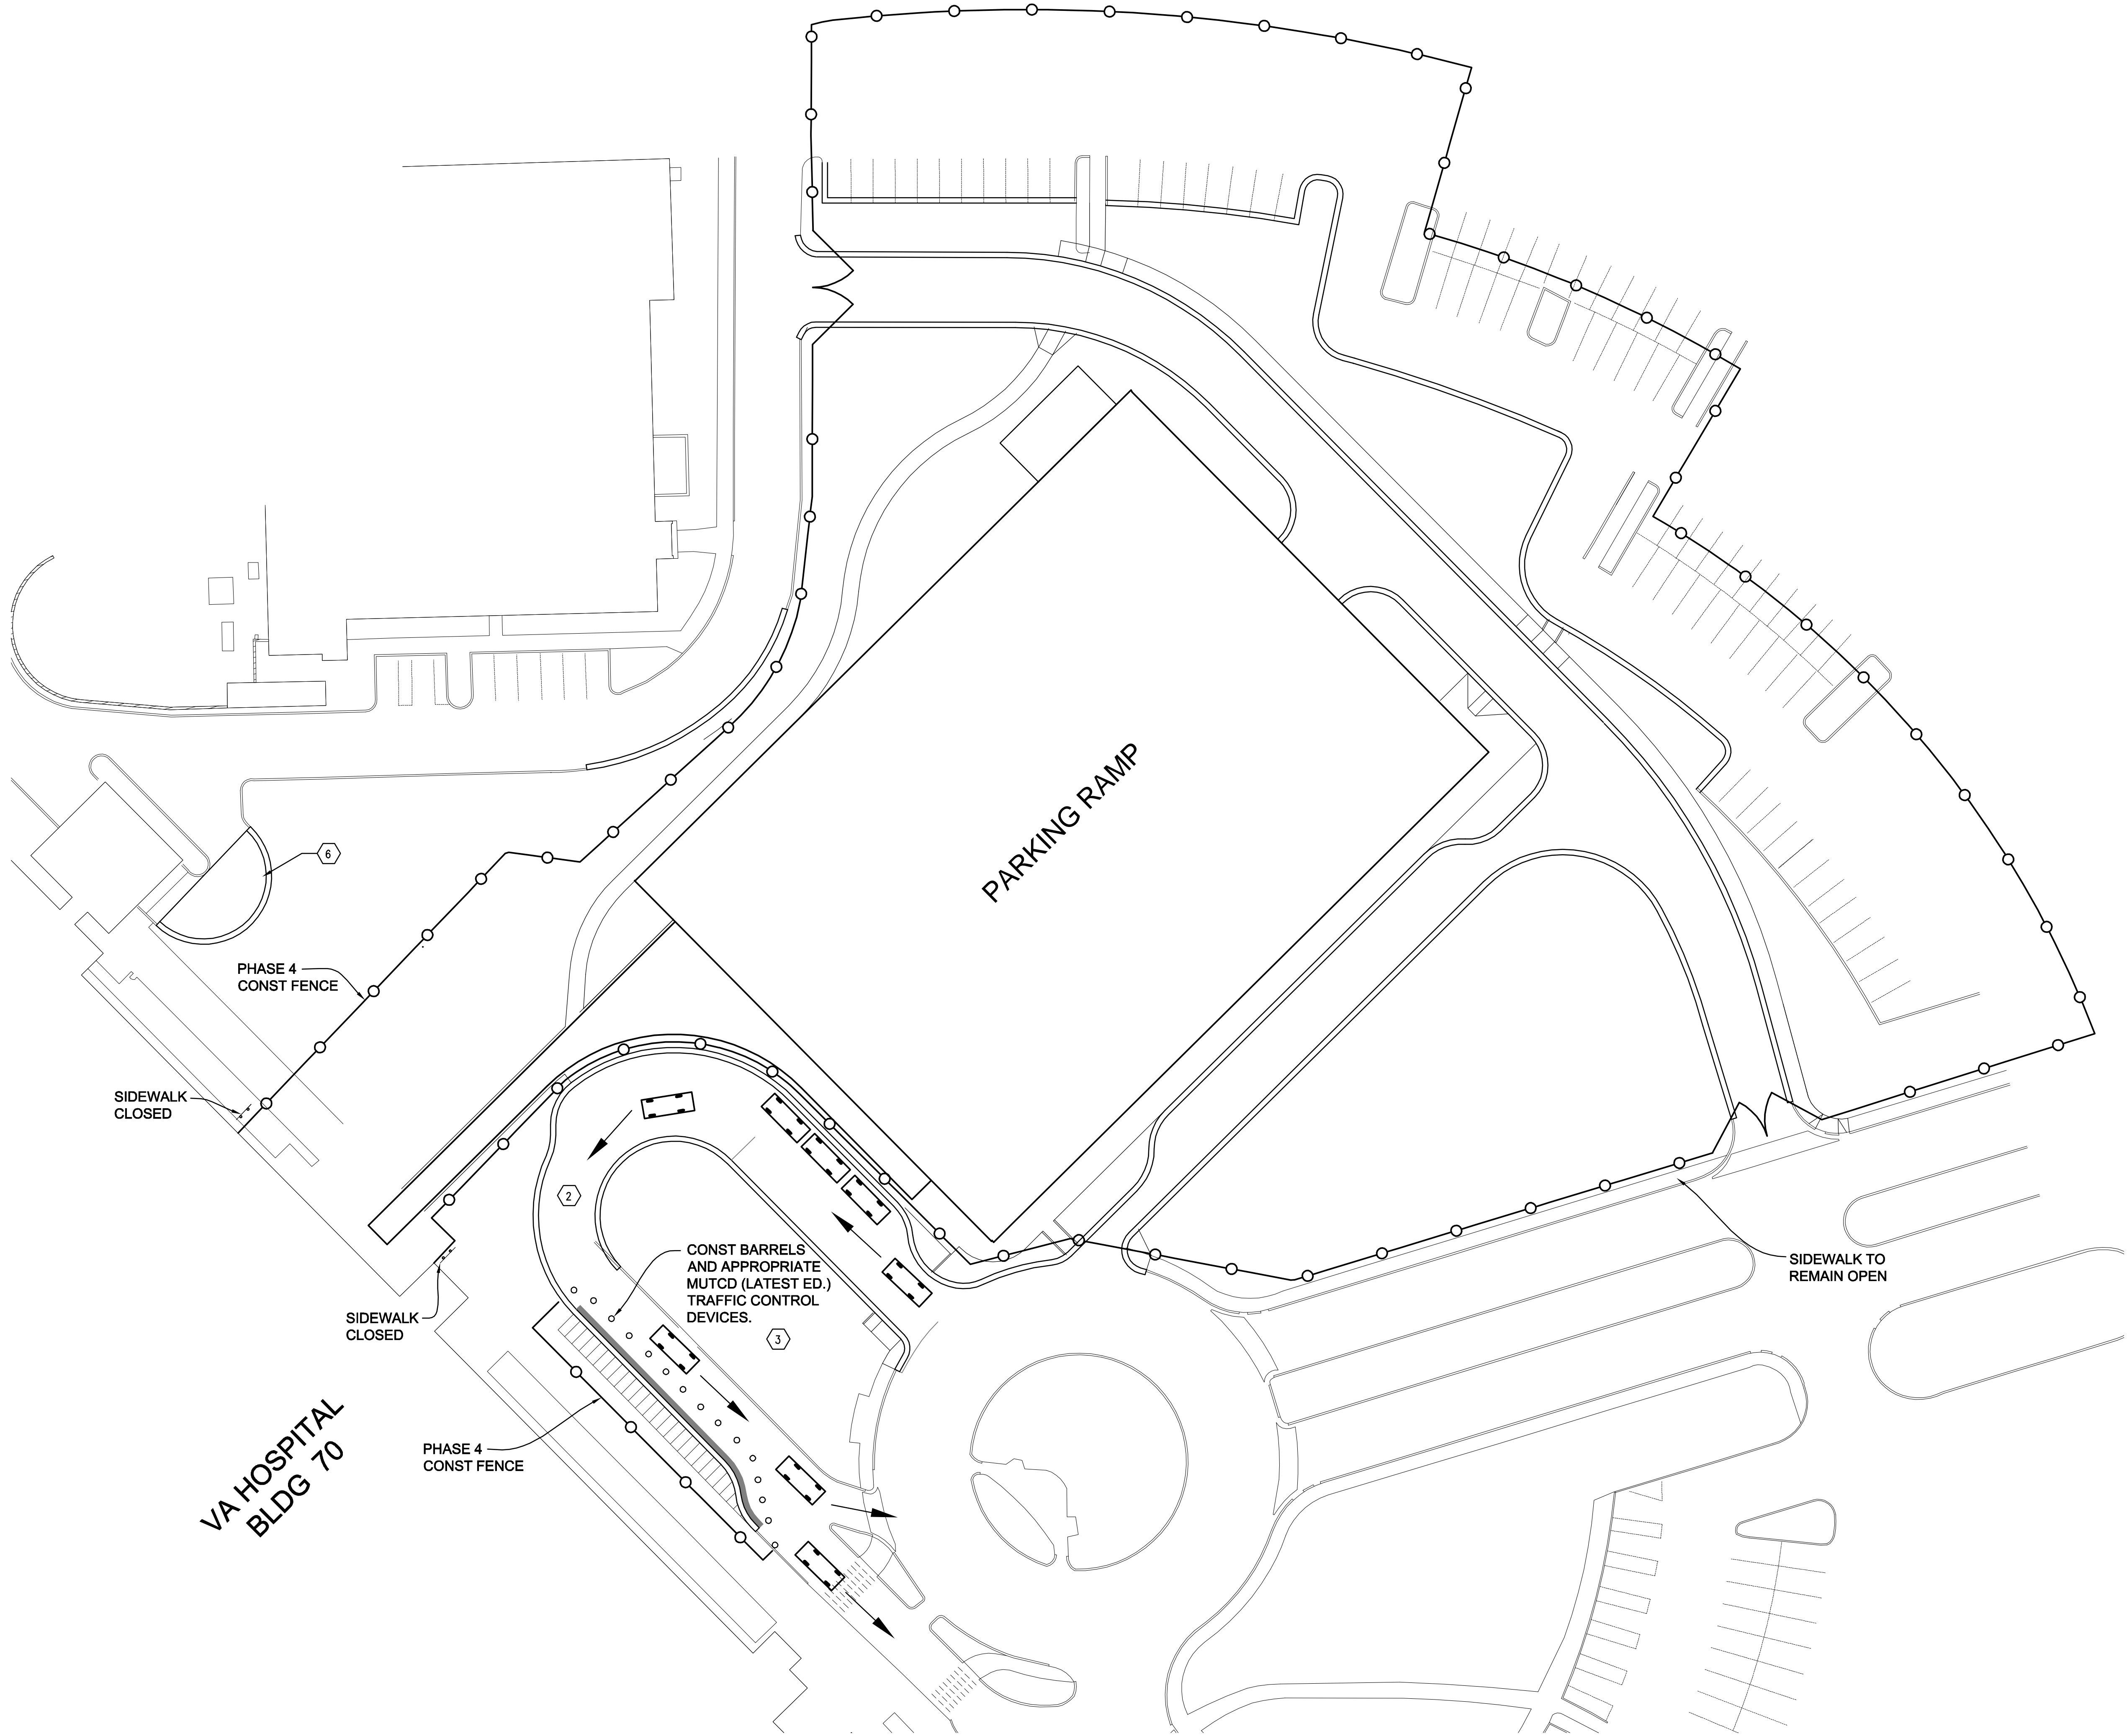 PARKING RAMP
6
PHASE 4
CONST FENCE
SIDEWALK
CLOSED
2
CONST BARRELS
AND APPROPRIATE
MUTCD (LATEST ED.)
TRAFFIC CONTROL
DEVICES.
3
SIDEWALK TO
REMAIN OPEN
SIDEWALK
CLOSED
PHASE 4
CONST FENCE
VA HOSPITAL
BLDG 70